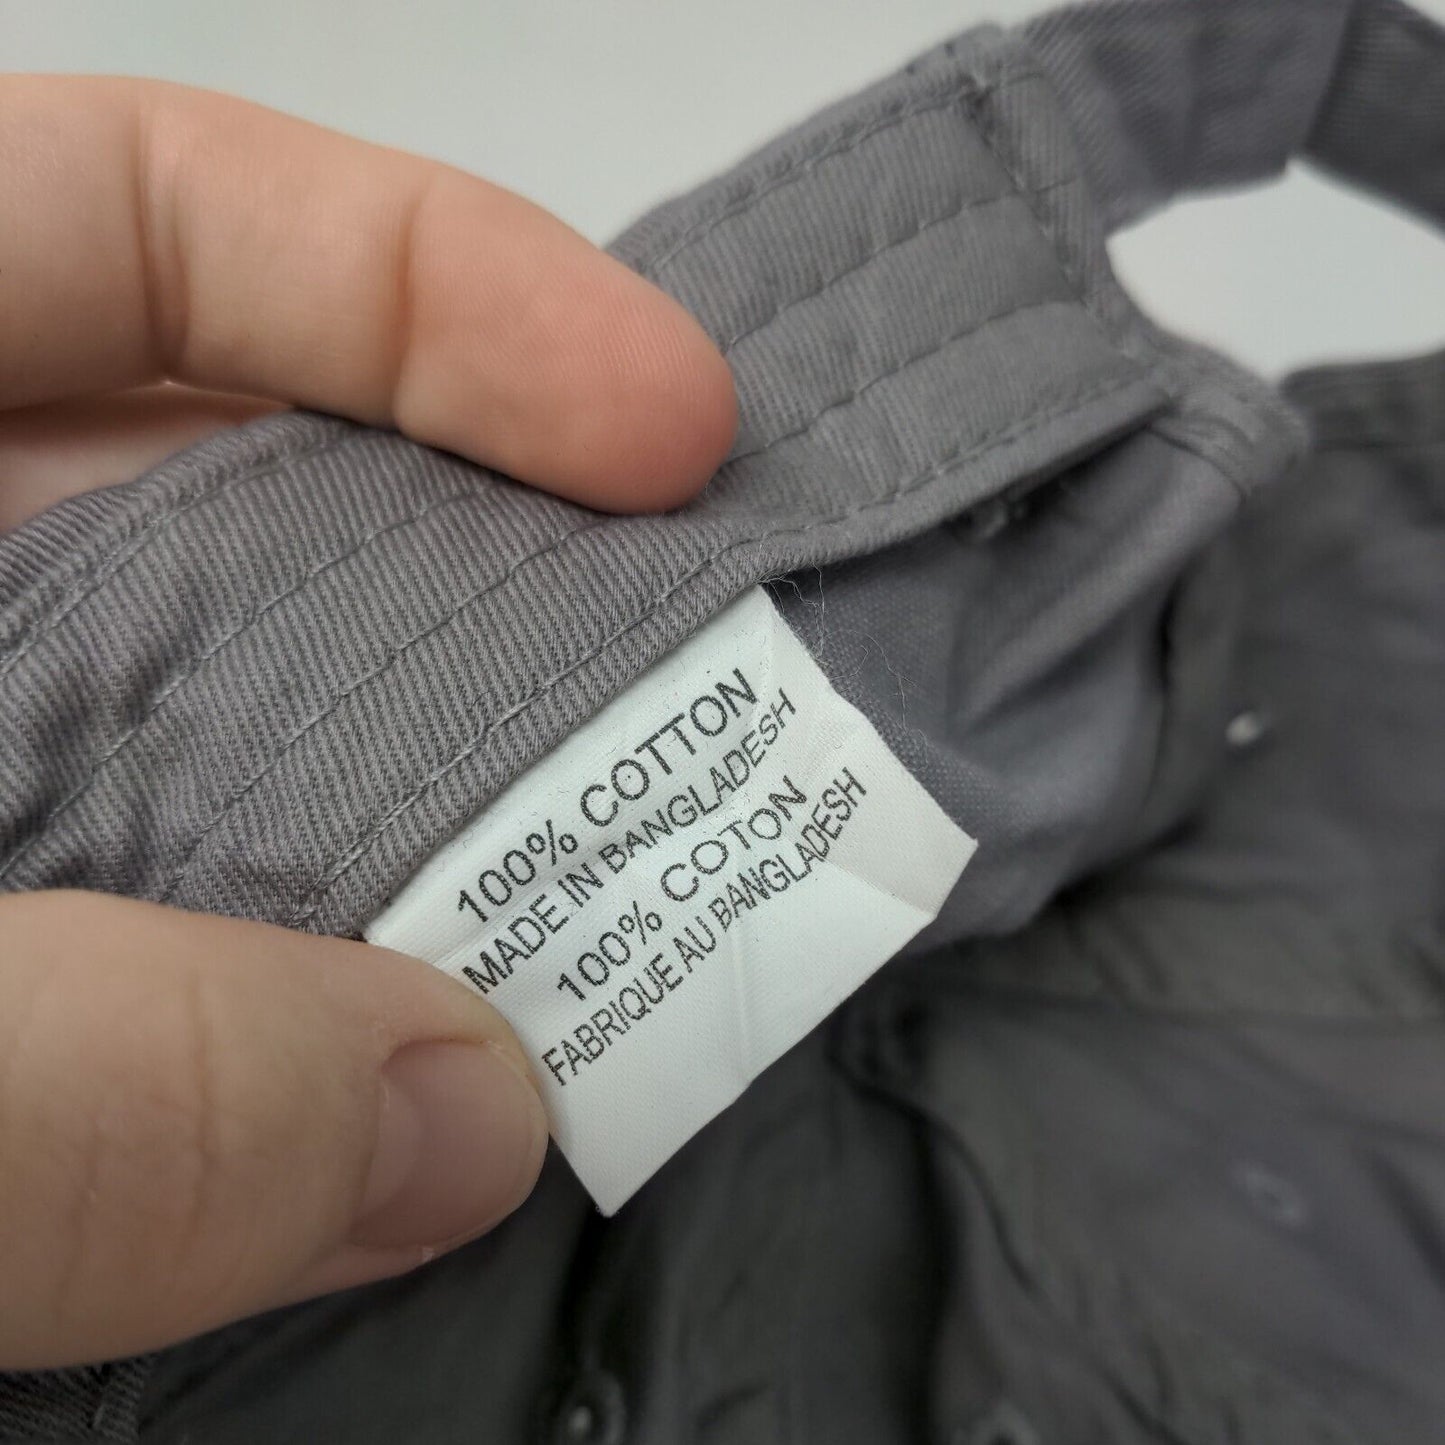 100% COTTON
MADE IN BANGLADESH
100% COTON
FABRIQUE AU BANGLADESH